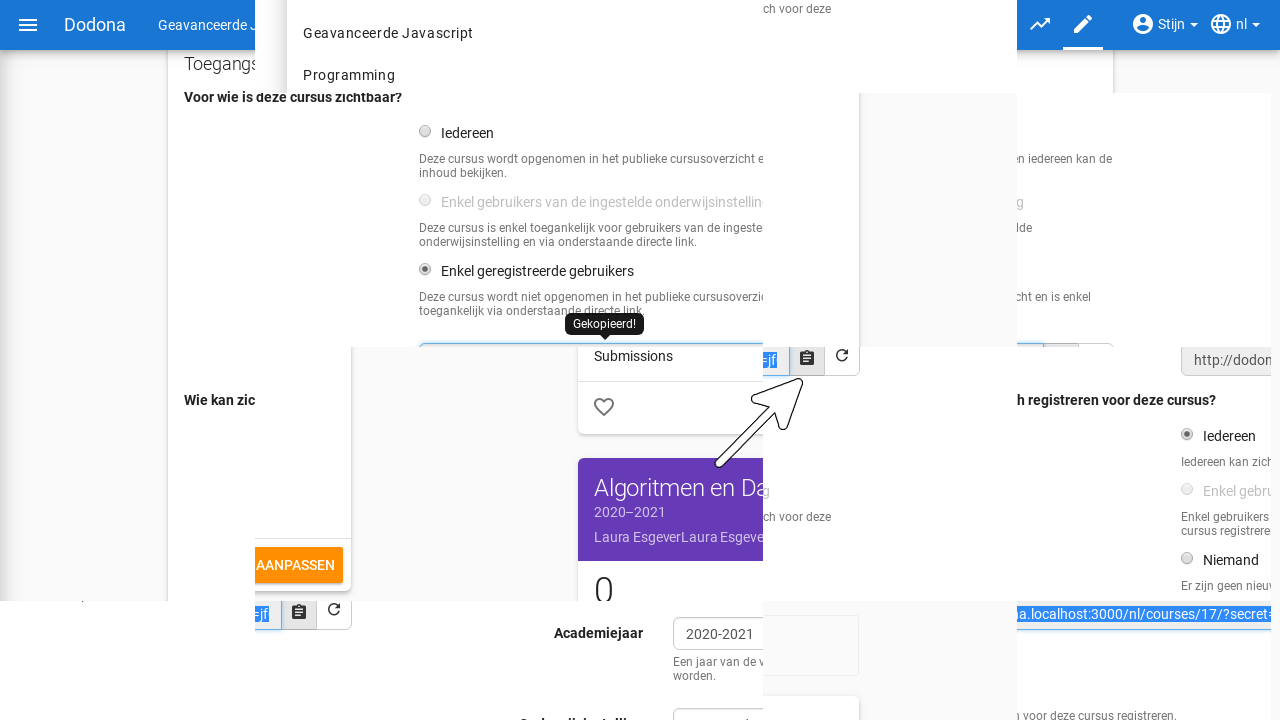 Dodona
Geavanceerde J
ch voor deze
Stijn
nl
Geavanceerde Javascript
Programming
Toegangs
Voor wie is deze cursus zichtbaar?
Iedereen
Deze cursus wordt opgenomen in het publieke cursusoverzicht e
en iedereen kan de
inhoud bekijken.
Enkel gebruikers van de ingestelde onderwijsinstellin
g
Deze cursus is enkel toegankelijk voor gebruikers van de ingeste
lde
onderwijsinstelling en via onderstaande directe link.
Enkel geregistreerde gebruikers
Deze cursus wordt niet opgenomen in het publieke cursusoverzic
cht en is enkel
toegankelijk via onderstaande directe link
Gekopieerd!
Submissions
=jf
http://dodon
Wie kan zic
h registreren voor deze cursus?
Iedereen
Iedereen kan zich
Algoritmen en Da
g
Enkel gebru
2020–2021
ch voor deze
Enkel gebruikers
cursus registrere
Laura EsgeverLaura Esgeve
AANPASSEN
Niemand
0
Er zijn geen nieuw
=jf
na.localhost:3000/nl/courses/17/?secret=
Academiejaar
2020-2021
Een jaar van de v
worden.
n voor deze cursus registreren.